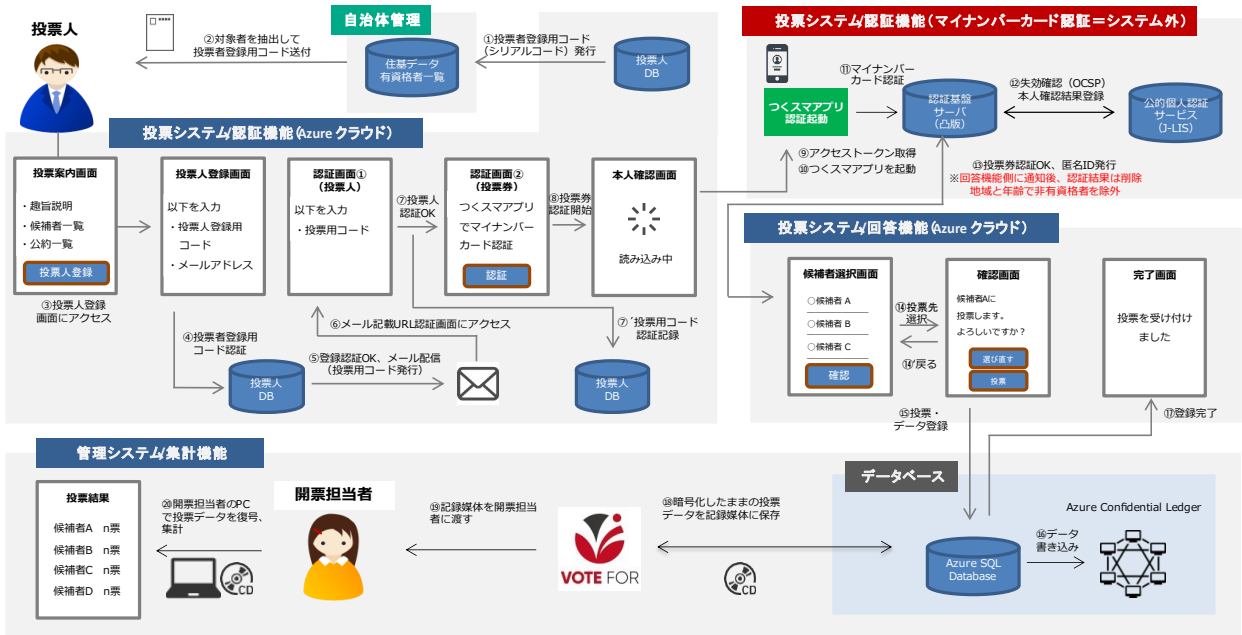 投票人
②対象者を抽出して
投票者登録用コード送付
自治体管理
住基データ
有資格者一覧
①投票者登録用コード
(シリアルコード)発行
投票人
DB
投票システム/認証機能(Azure クラウド)
投票案内画面
・趣旨説明
・候補者一覧
・公約一覧
投票人登録
③投票人登録
画面にアクセス
投票人登録画面
以下を入力
・投票人登録用
コード
・メールアドレス
④投票者登録用
コード認証
投票人
DB
⑤登録認証OK、メール配信
(投票用コード発行)
⑥メール記載URL認証画面にアクセス
認証画面①
(投票人)
以下を入力
・投票用コード
⑦投票人
認証OK
認証画面②
(投票券)
つくスマアプリ
でマイナンバー
カード認証
認証
⑦´投票用コード
認証記録
投票人
DB
⑧投票券
認証開始
本人確認画面
読み込み中
投票システム/認証機能(マイナンバーカード認証=システム外)
つくスマアプリ
認証起動
⑨アクセストークン取得
⑩つくスマアプリを起動
⑪マイナンバー
カード認証
認証基盤
サーバ
(凸版)
⑫失効確認(OCSP)
本人確認結果登録
公的個人認証
サービス
(J-LIS)
⑬投票券認証OK、匿名ID発行
※回答機能側に通知後、認証結果は削除
地域と年齢で非有資格者を除外
投票システム/回答機能(Azure クラウド)
候補者選択画面
○候補者 A
○候補者 B
○候補者 C
確認
⑭投票先
選択
⑭'戻る
確認画面
候補者Aに
投票します。
よろしいですか?
選び直す
投票
完了画面
投票を受け付け
ました
⑮投票・
データ登録
⑰登録完了
管理システム/集計機能
投票結果
候補者A n票
候補者B n票
候補者C n票
候補者D n票
⑳開票担当者のPC
で投票データを復号、
集計
CD
開票担当者
⑲記録媒体を開票担当
者に渡す
VOTE FOR
⑱暗号化したままの投票
データを記録媒体に保存
CD
データベース
Azure SQL
Database
⑯データ
書き込み
Azure Confidential Ledger